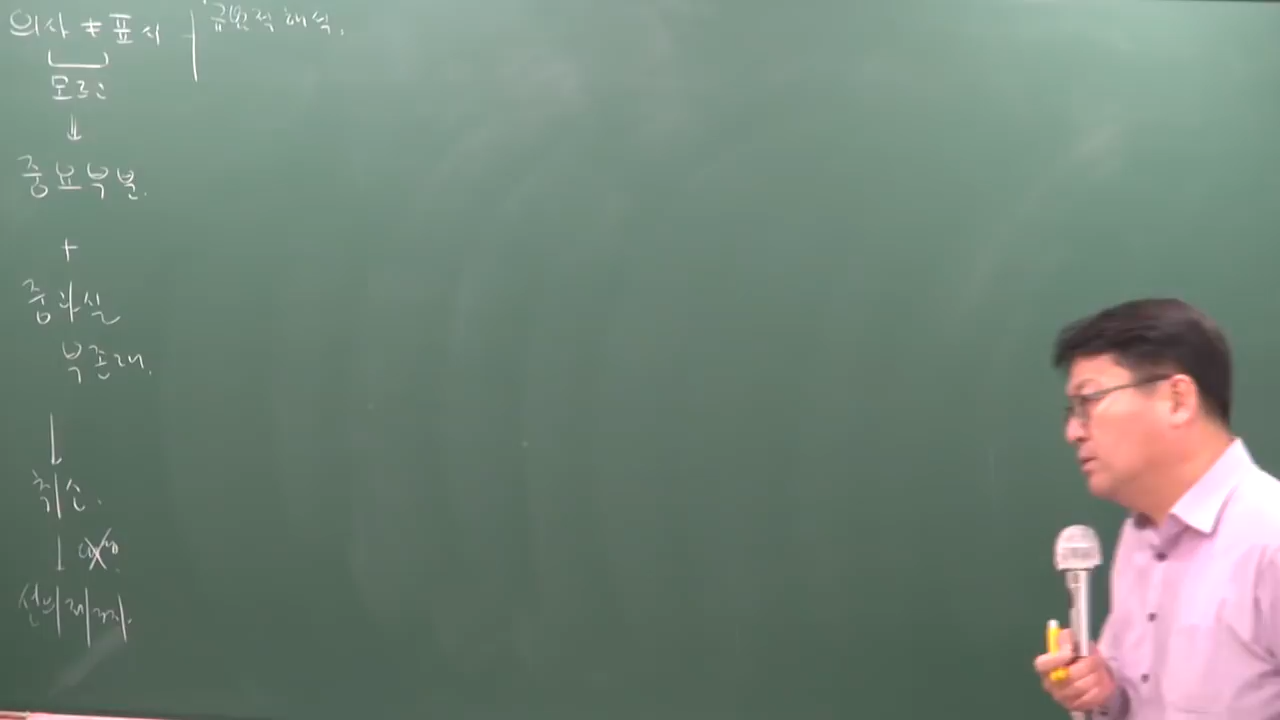 의사 ≠ 표시
규범적 해석.
모르고
↓
중요부분.
+
중과실
부존재.
↓
취소.
↓
선의 제3자.